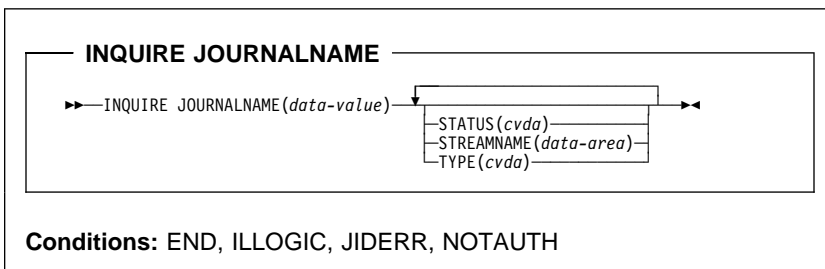 INQUIRE JOURNALNAME
►►—INQUIRE JOURNALNAME(data-value)—►◄
STATUS(cvda)
STREAMNAME(data-area)
TYPE(cvda)
Conditions: END, ILLOGIC, JIDERR, NOTAUTH